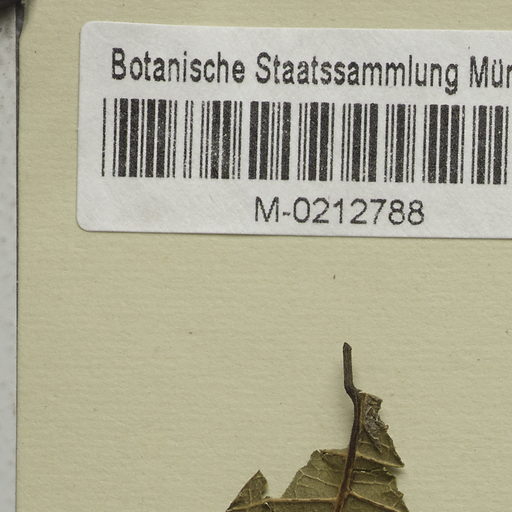 Botanische Staatssammlung Mün
M-0212788